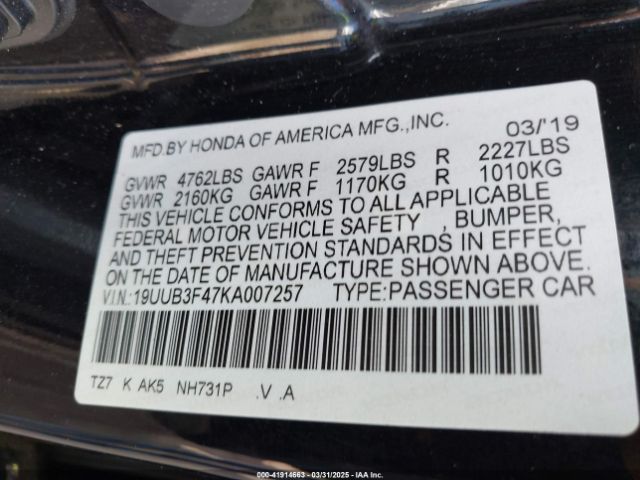 MFD.BY HONDA OF AMERICA MFG.,INC. 03/'19
GVWR 4762LBS GAWR F 2579LBS R 2227LBS
GVWR 2160KG GAWR F 1170KG R 1010KG
THIS VEHICLE CONFORMS TO ALL APPLICABLE
FEDERAL MOTOR VEHICLE SAFETY , BUMPER,
AND THEFT PREVENTION STANDARDS IN EFFECT
ON THE DATE OF MANUFACTURE SHOWN ABOVE.
V.I.N.:19UUB3F47KA007257 TYPE:PASSENGER CAR
TZ7 K AK5 NH731P .V .A
000-41914663 - 03/31/2025 - IAA Inc.